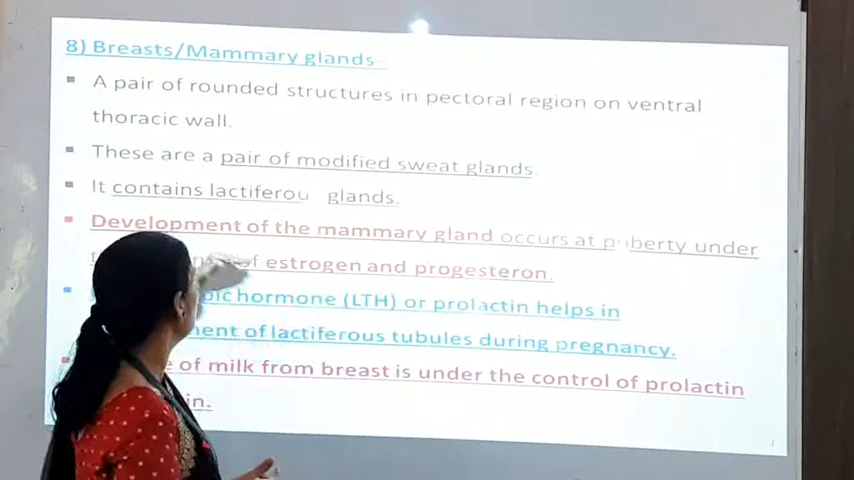 8) Breasts/Mammary glands
▪ A pair of rounded structures in pectoral region on ventral
thoracic wall.
▪ These are a pair of modified sweat glands.
▪ It contains lactiferou glands.
▪ Development of the mammary gland occurs at puberty under
of estrogen and progesteron.
▪ hormone (LTH) or prolactin helps in
ment of lactiferous tubules during pregnancy.
▪ of milk from breast is under the control of prolactin
in.